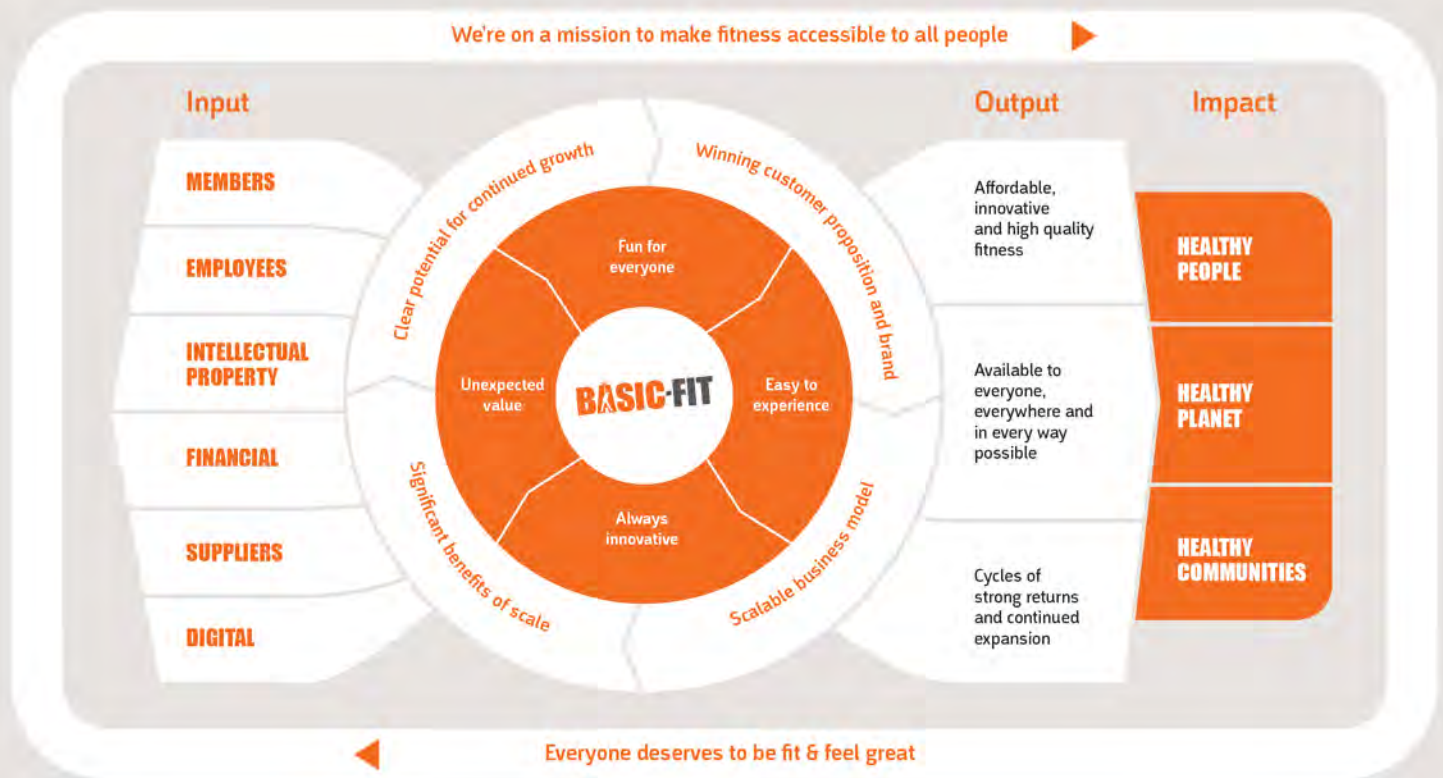 We're on a mission to make fitness accessible to all people
Input
MEMBERS
EMPLOYEES
INTELLECTUAL
PROPERTY
FINANCIAL
SUPPLIERS
DIGITAL
Clear potential for continued growth
Winning customer proposition and brand
Scalable business model
Significant benefits of scale
Fun for
everyone
Easy to
experience
Always
innovative
Unexpected
value
BASIC-FIT
Output
Affordable,
innovative
and high quality
fitness
Available to
everyone,
everywhere and
in every way
possible
Cycles of
strong returns
and continued
expansion
Impact
HEALTHY
PEOPLE
HEALTHY
PLANET
HEALTHY
COMMUNITIES
Everyone deserves to be fit & feel great